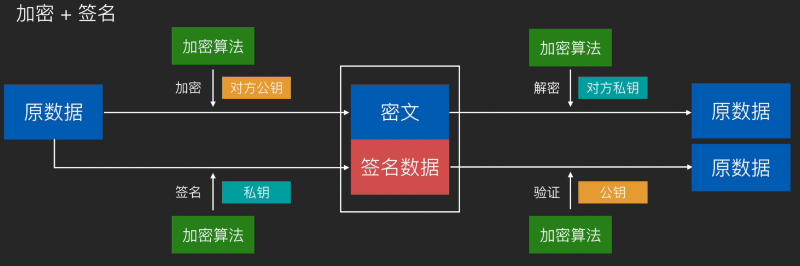 加密 + 签名
加密算法
加密算法
加密
对方公钥
解密
对方私钥
原数据
密文
原数据
签名数据
原数据
签名
私钥
验证
公钥
加密算法
加密算法